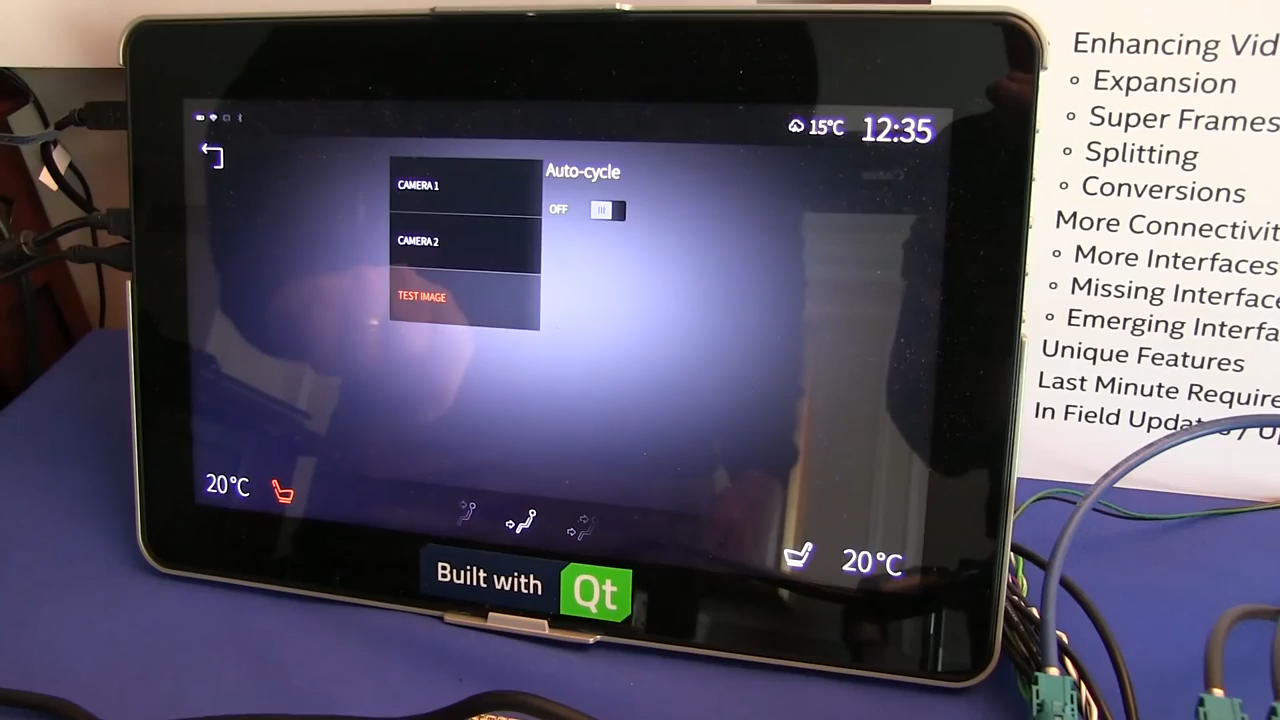 15°C 12:35
CAMERA 1
CAMERA 2
TEST IMAGE
Auto-cycle
OFF
20°C
20°C
Built with Qt
Enhancing Vid
Expansion
Super Frames
Splitting
Conversions
More Connectivit
More Interfaces
Missing Interface
Emerging Interfa
Unique Features
Last Minute Require
In Field Updat